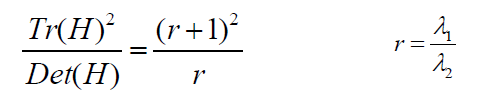 Tr(H)² / Det(H) = (r+1)² / r    r = λ₁ / λ₂